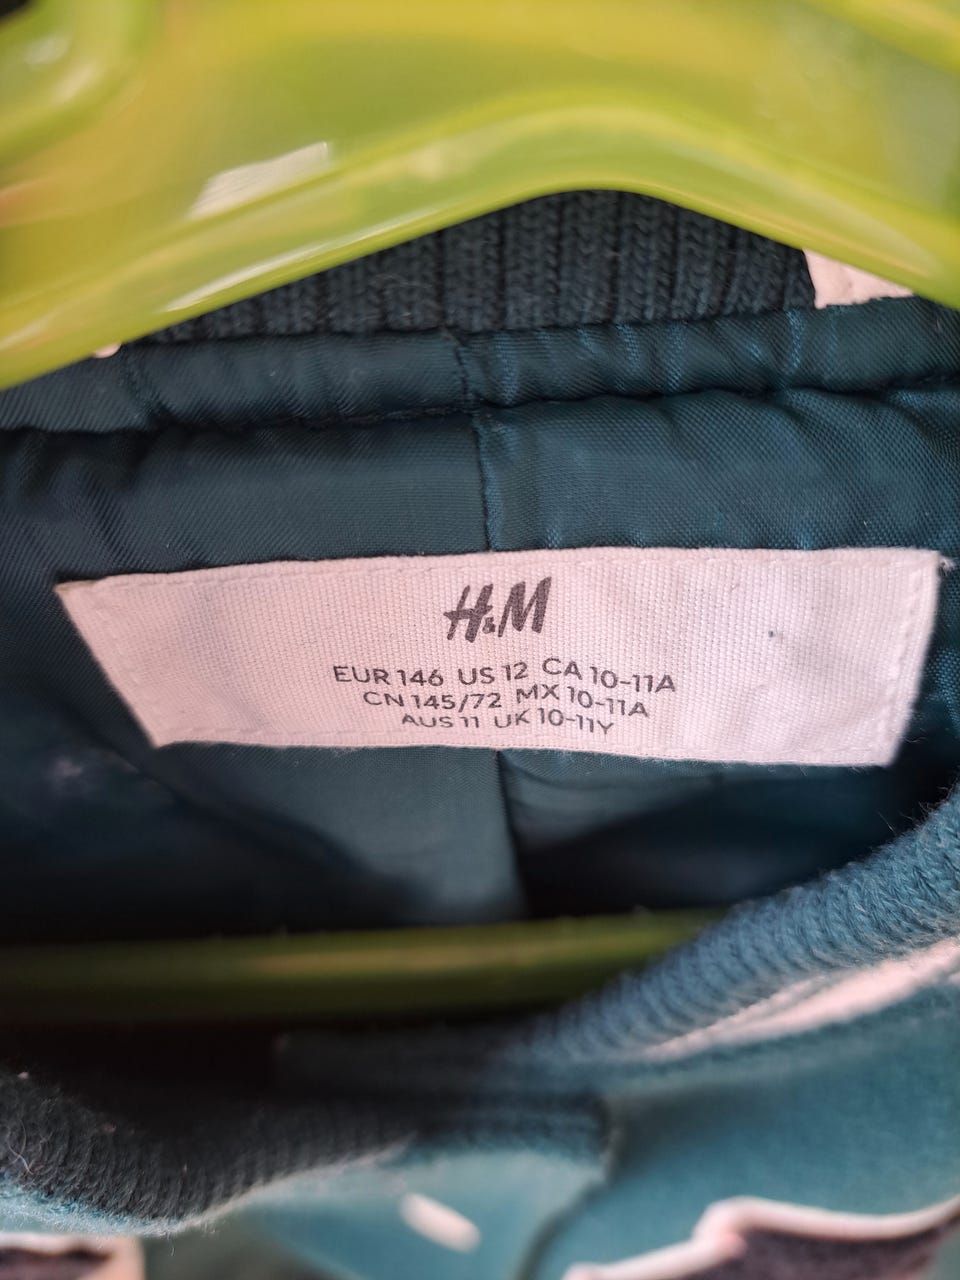 H&M
EUR 146 US 12 CA 10-11A
CN 145/72 MX 10-11A
AUS 11 UK 10-11Y